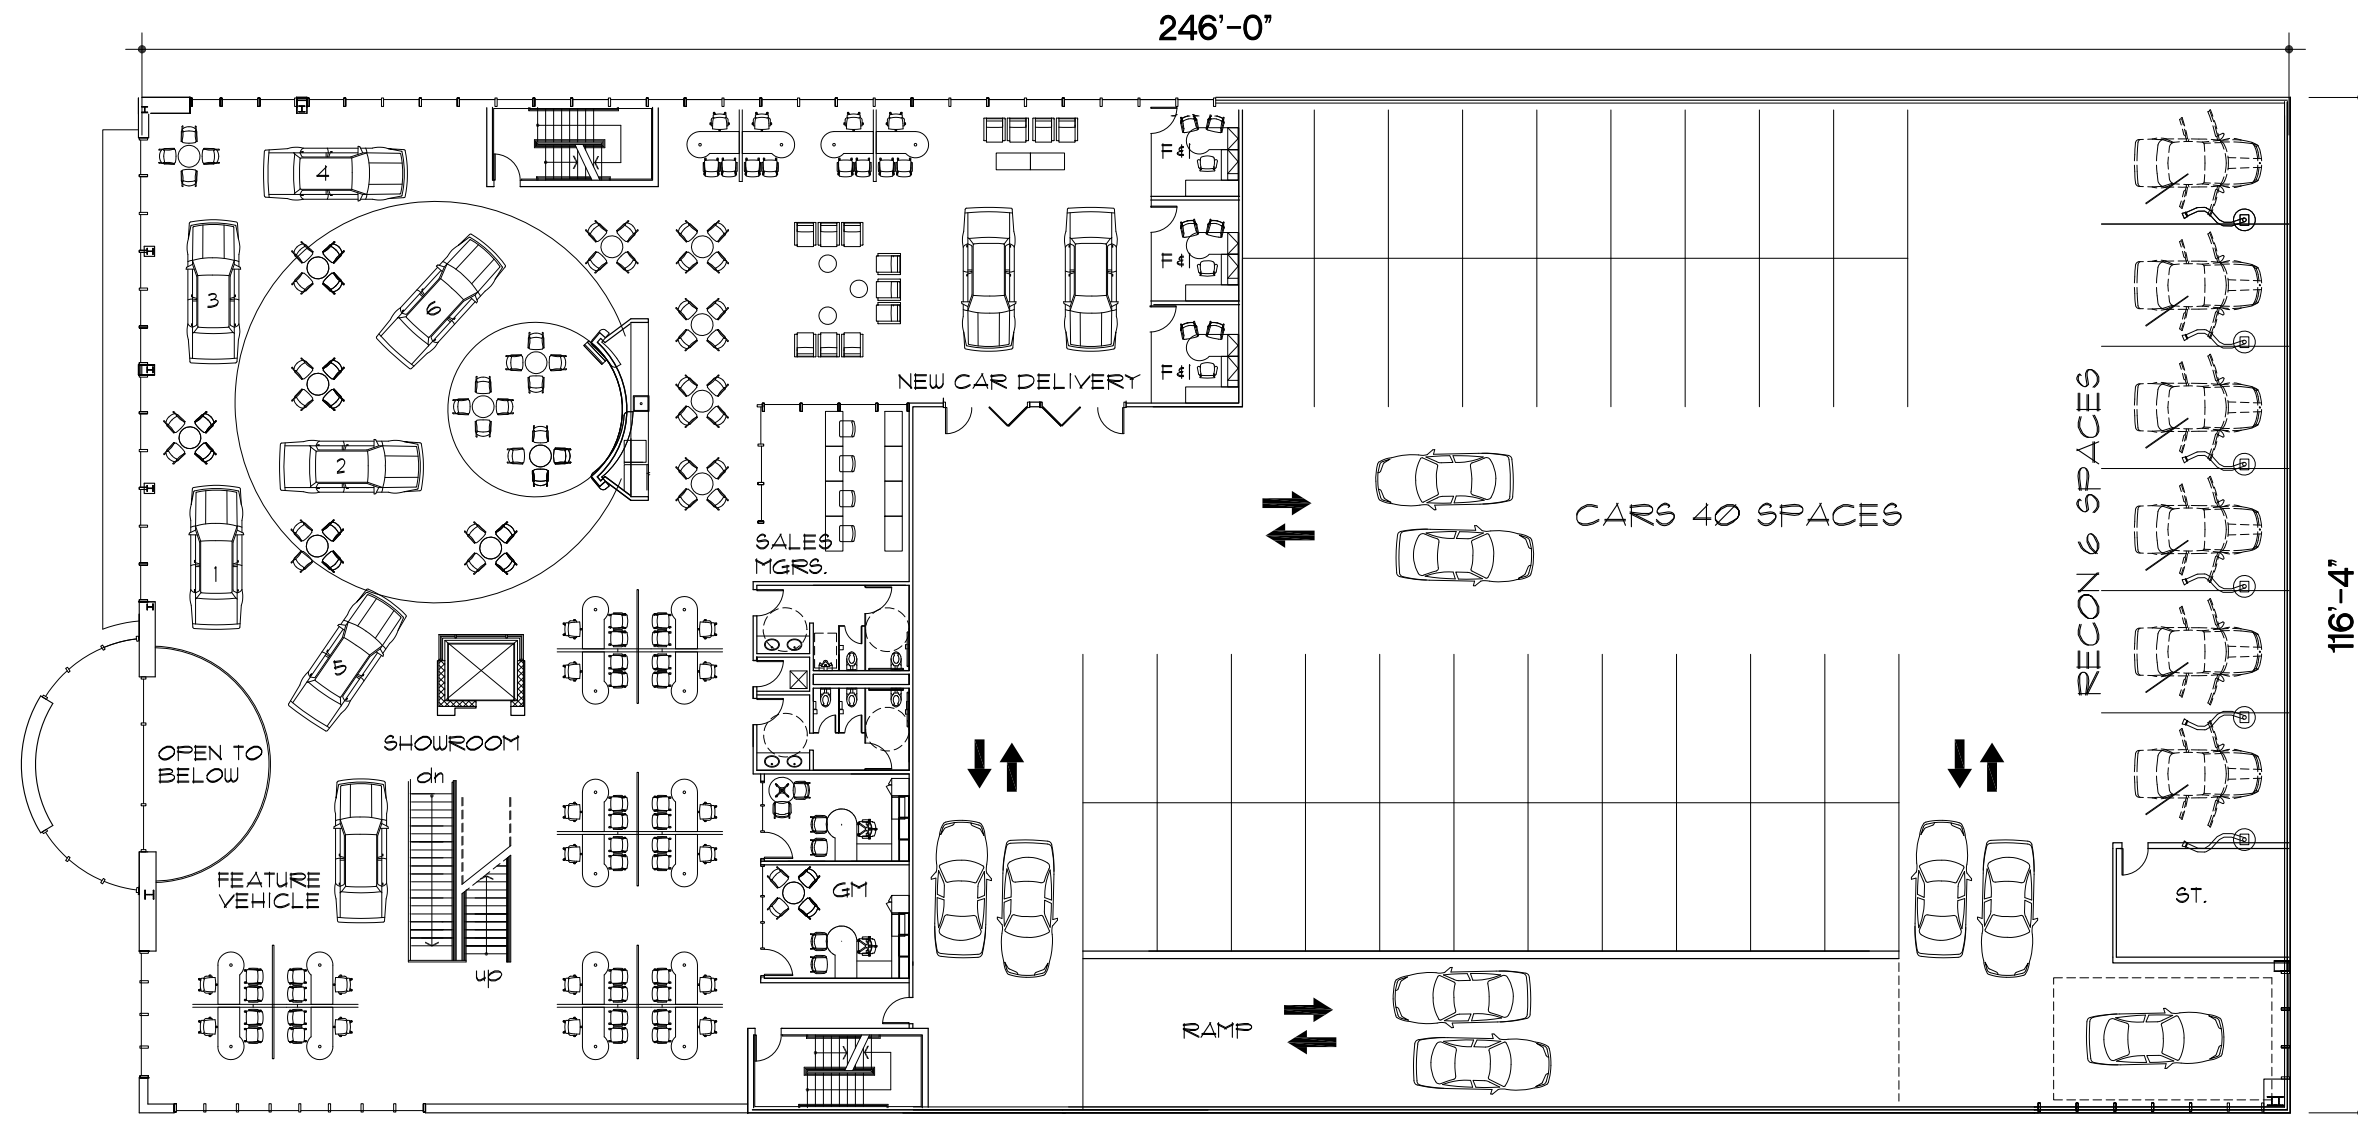 246'-0"
4
F&I
F&I
3
6
F&I
NEW CAR DELIVERY
2
CARS 40 SPACES
RECON 6 SPACES
116'-4"
SALES
MGRS.
1
5
SHOWROOM
OPEN TO
BELOW
dn
FEATURE
VEHICLE
GM
ST.
up
RAMP
H
H